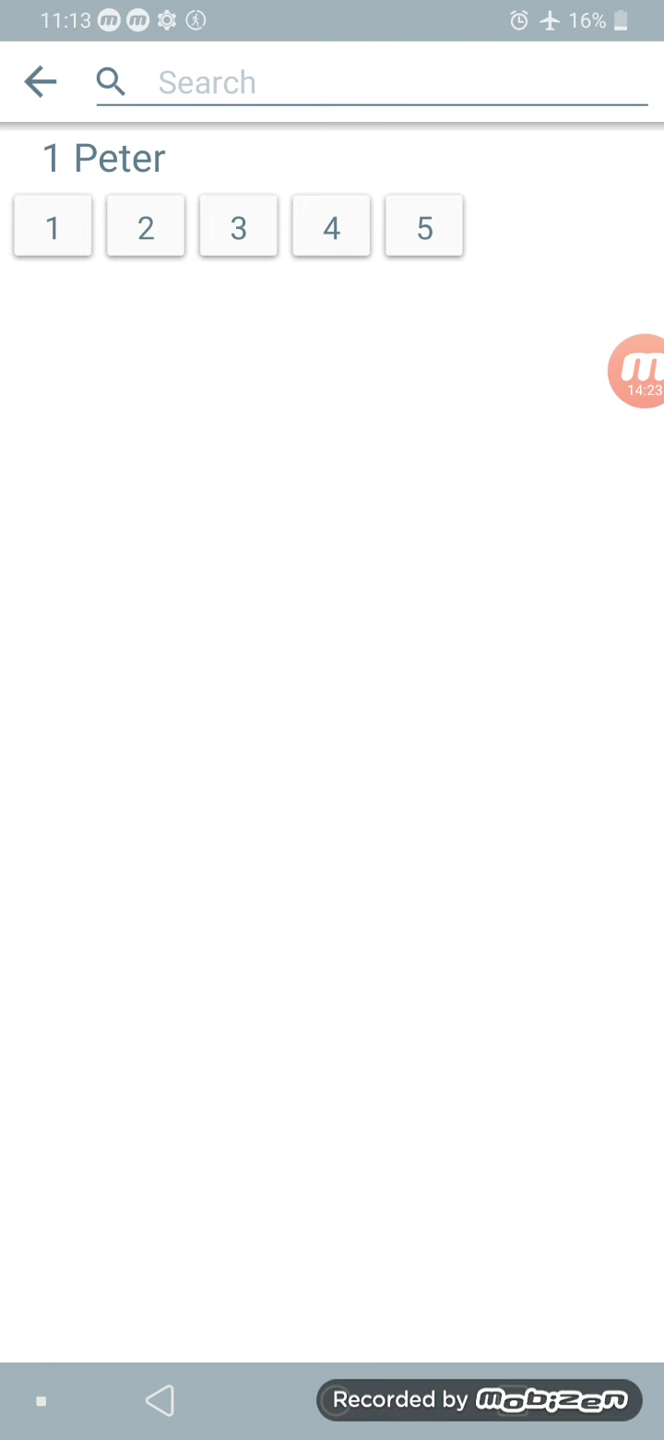 11:13 16%
Search
1 Peter
1 2 3 4 5
m
14:23
Recorded by mobizen